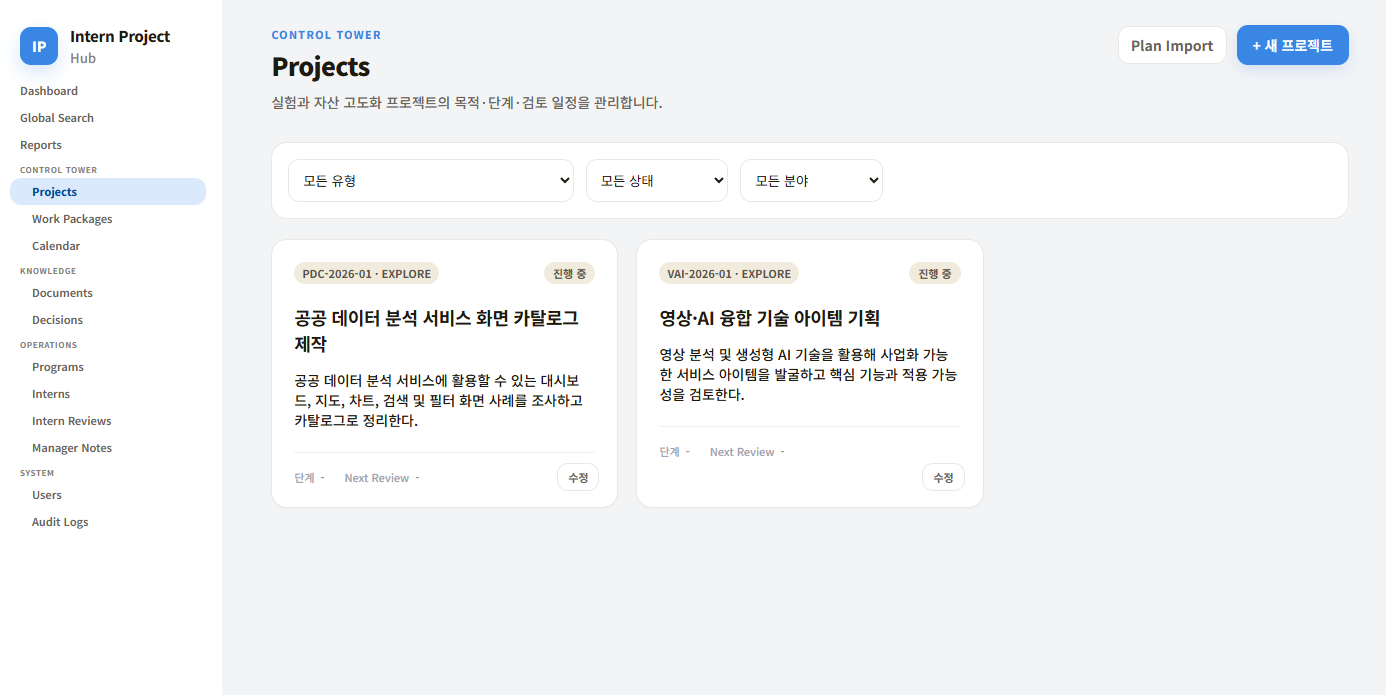 IP
Intern Project
Hub
Dashboard
Global Search
Reports
CONTROL TOWER
Projects
Work Packages
Calendar
KNOWLEDGE
Documents
Decisions
OPERATIONS
Programs
Interns
Intern Reviews
Manager Notes
SYSTEM
Users
Audit Logs
CONTROL TOWER
Projects
실험과 자산 고도화 프로젝트의 목적·단계·검토 일정을 관리합니다.
Plan Import
+ 새 프로젝트
모든 유형
모든 상태
모든 분야
PDC-2026-01 · EXPLORE
진행 중
공공 데이터 분석 서비스 화면 카탈로그
제작
공공 데이터 분석 서비스에 활용할 수 있는 대시보
드, 지도, 차트, 검색 및 필터 화면 사례를 조사하고
카탈로그로 정리한다.
단계 -
Next Review -
수정
VAI-2026-01 · EXPLORE
진행 중
영상·AI 융합 기술 아이템 기획
영상 분석 및 생성형 AI 기술을 활용해 사업화 가능
한 서비스 아이템을 발굴하고 핵심 기능과 적용 가능
성을 검토한다.
단계 -
Next Review -
수정